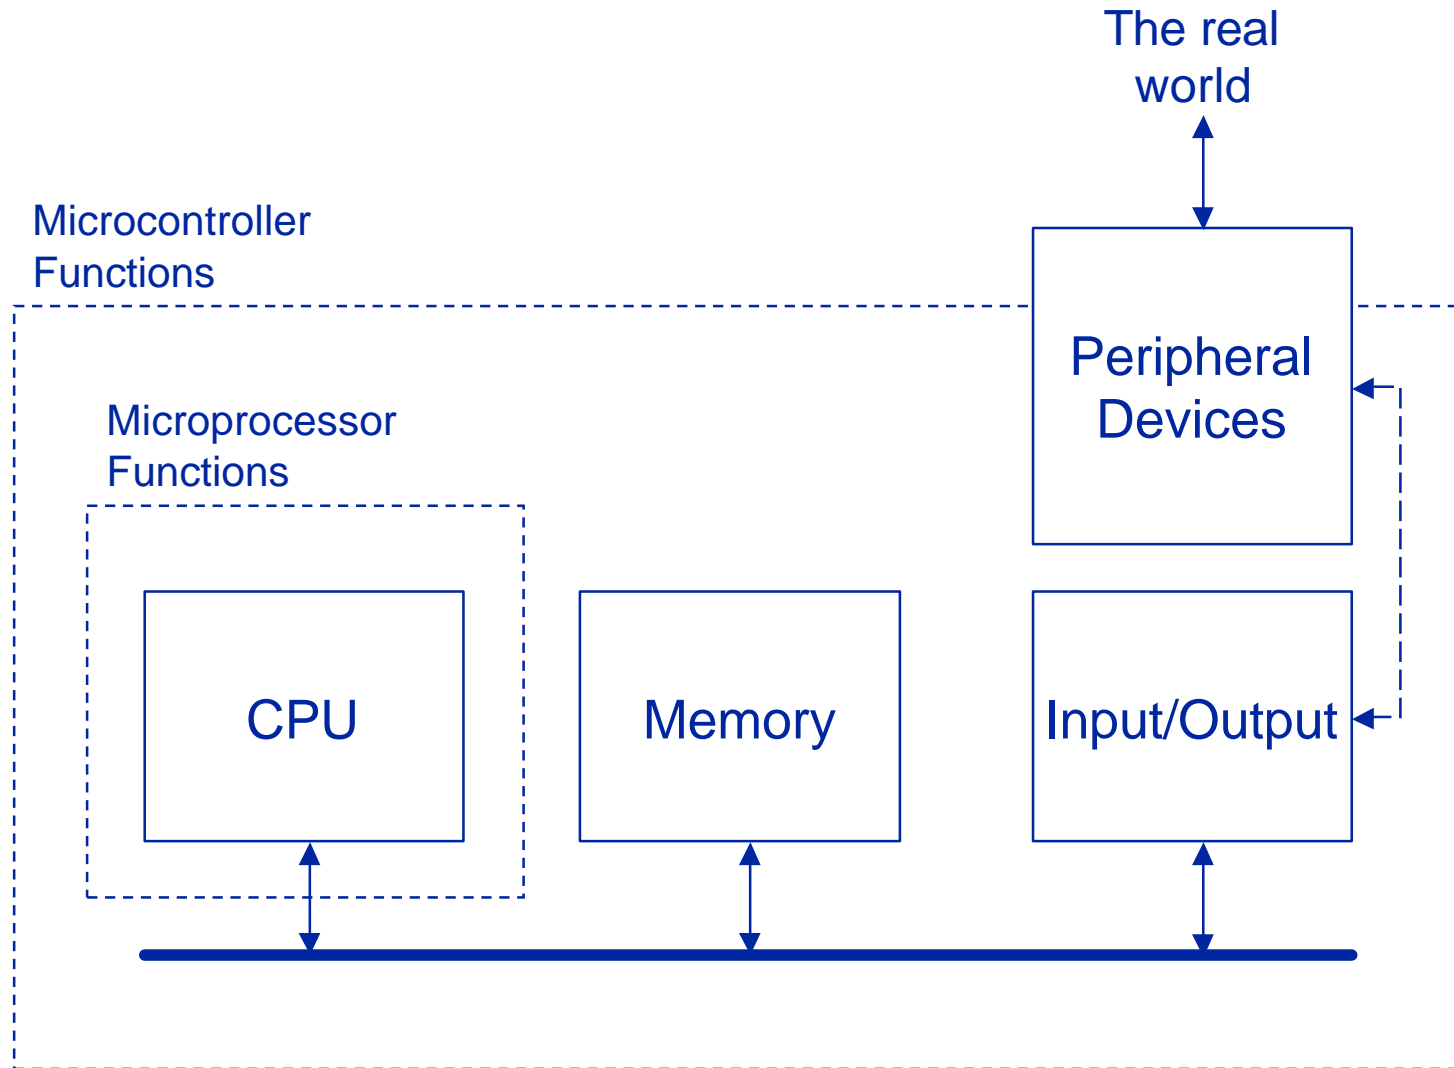 The real
world
Microcontroller
Functions
Peripheral
Devices
Microprocessor
Functions
CPU
Memory
Input/Output